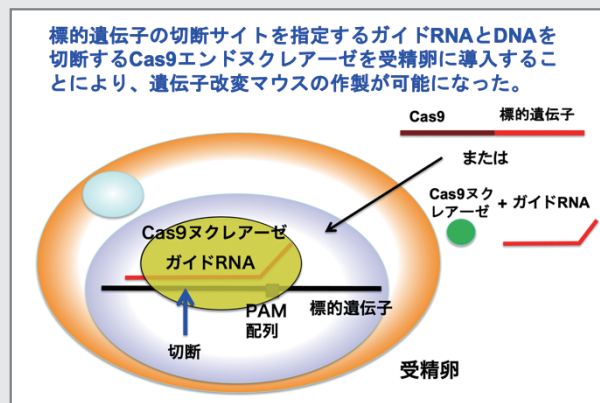 標的遺伝子の切断サイトを指定するガイドRNAとDNAを
切断するCas9エンドヌクレアーゼを受精卵に導入するこ
とにより、遺伝子改変マウスの作製が可能になった。
Cas9 標的遺伝子
または
Cas9ヌク
レアーゼ + ガイドRNA
Cas9ヌクレアーゼ
ガイドRNA
PAM
配列
標的遺伝子
切断
受精卵